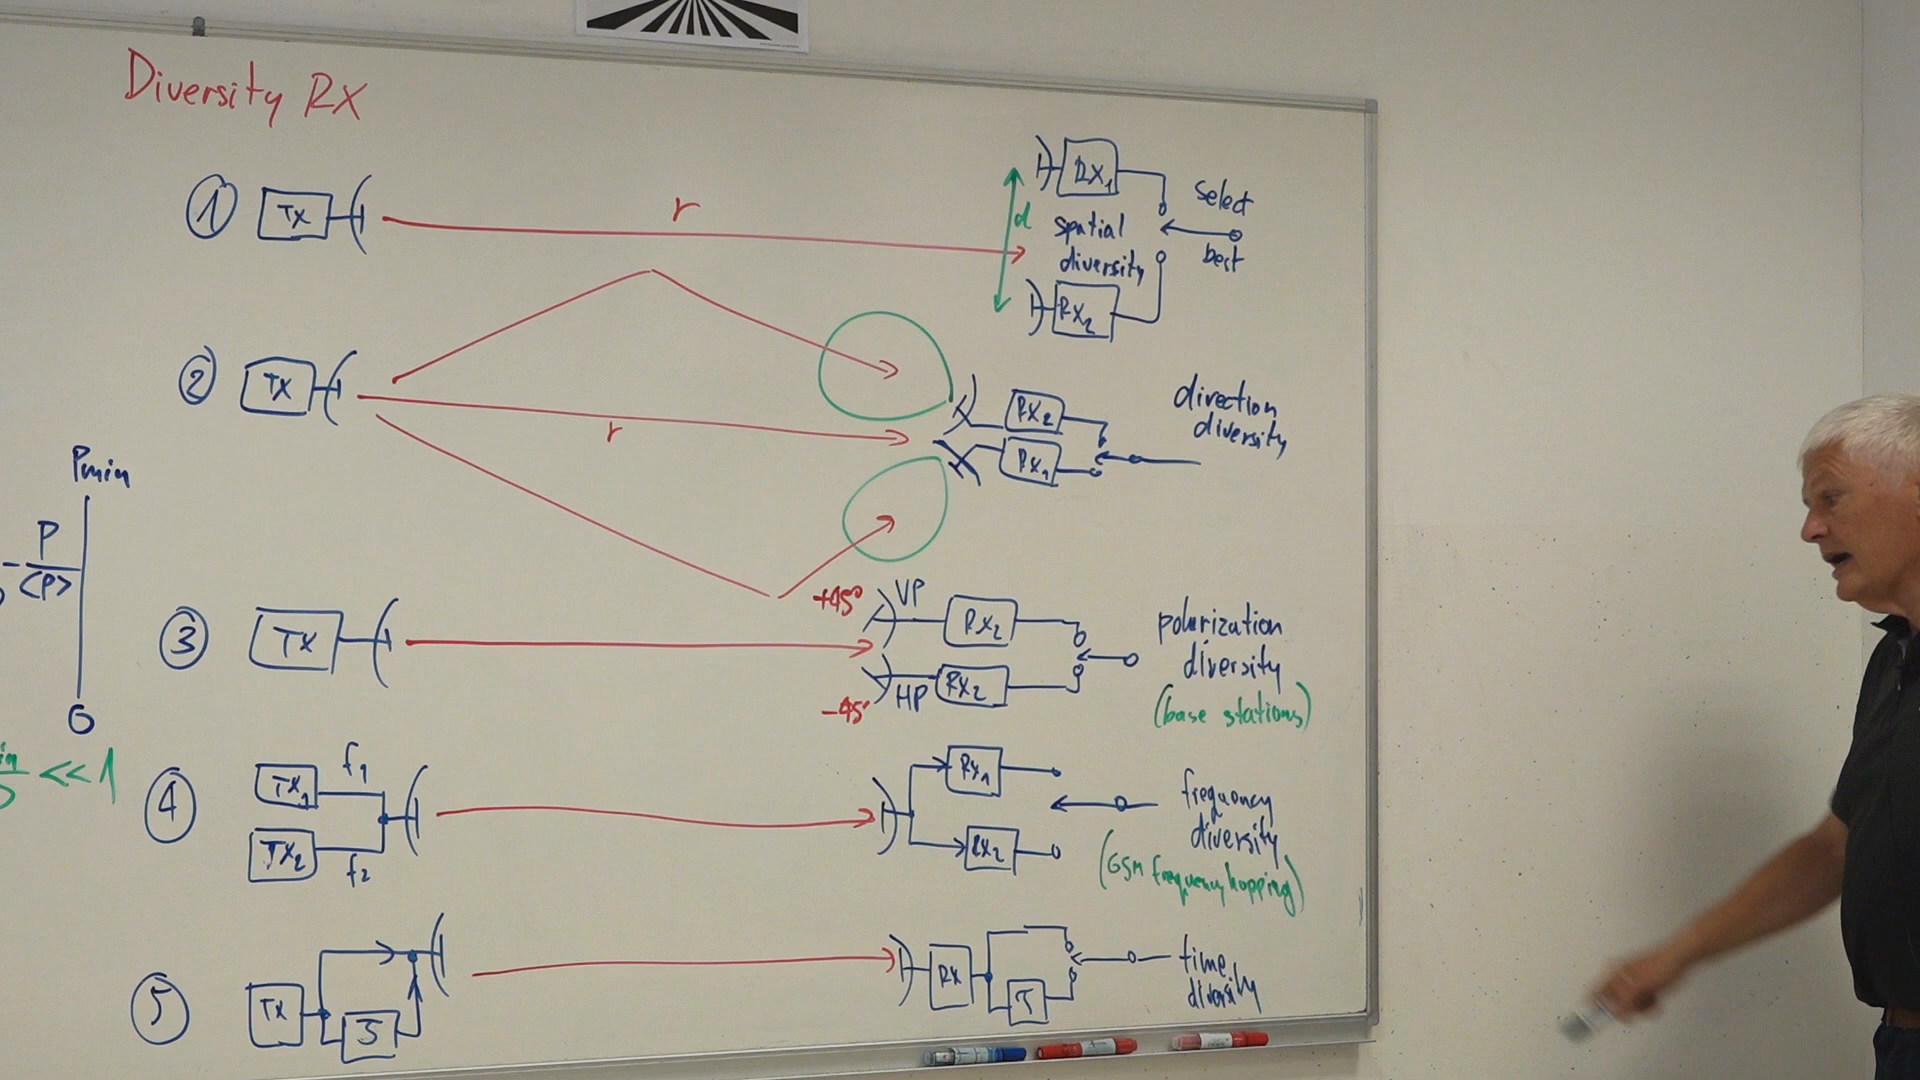 Diversity RX
1
TX
r
d
RX1
spatial
diversity
RX2
select
best
2
TX
r
RX2
RX1
direction
diversity
Pmin
P
<P>
0
<<1
3
TX
+45°
VP
RX2
-45°
HP
RX2
polarization
diversity
(base stations)
4
TX1
f1
TX2
f2
RX1
RX2
frequency
diversity
(GSM frequency hopping)
5
TX
RX
time
diversity